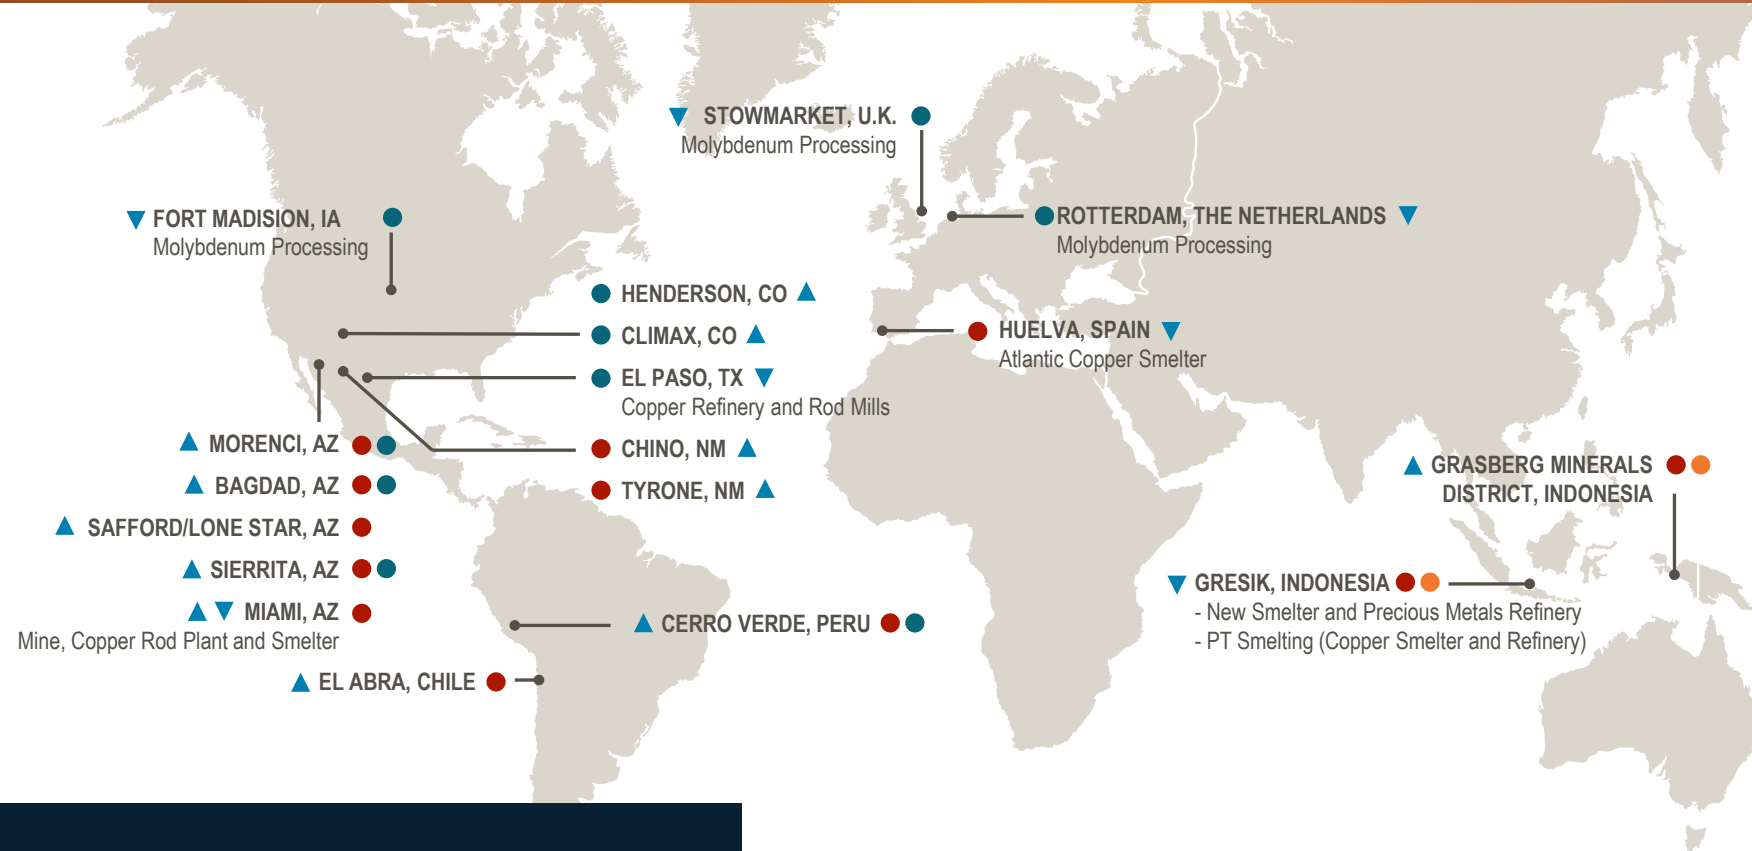 STOWMARKET, U.K.
Molybdenum Processing
FORT MADISION, IA
Molybdenum Processing
ROTTERDAM, THE NETHERLANDS
Molybdenum Processing
HENDERSON, CO
CLIMAX, CO
EL PASO, TX
Copper Refinery and Rod Mills
CHINO, NM
TYRONE, NM
HUELVA, SPAIN
Atlantic Copper Smelter
MORENCI, AZ
BAGDAD, AZ
SAFFORD/LONE STAR, AZ
SIERRITA, AZ
MIAMI, AZ
Mine, Copper Rod Plant and Smelter
EL ABRA, CHILE
CERRO VERDE, PERU
GRASBERG MINERALS
DISTRICT, INDONESIA
GRESIK, INDONESIA
- New Smelter and Precious Metals Refinery
- PT Smelting (Copper Smelter and Refinery)